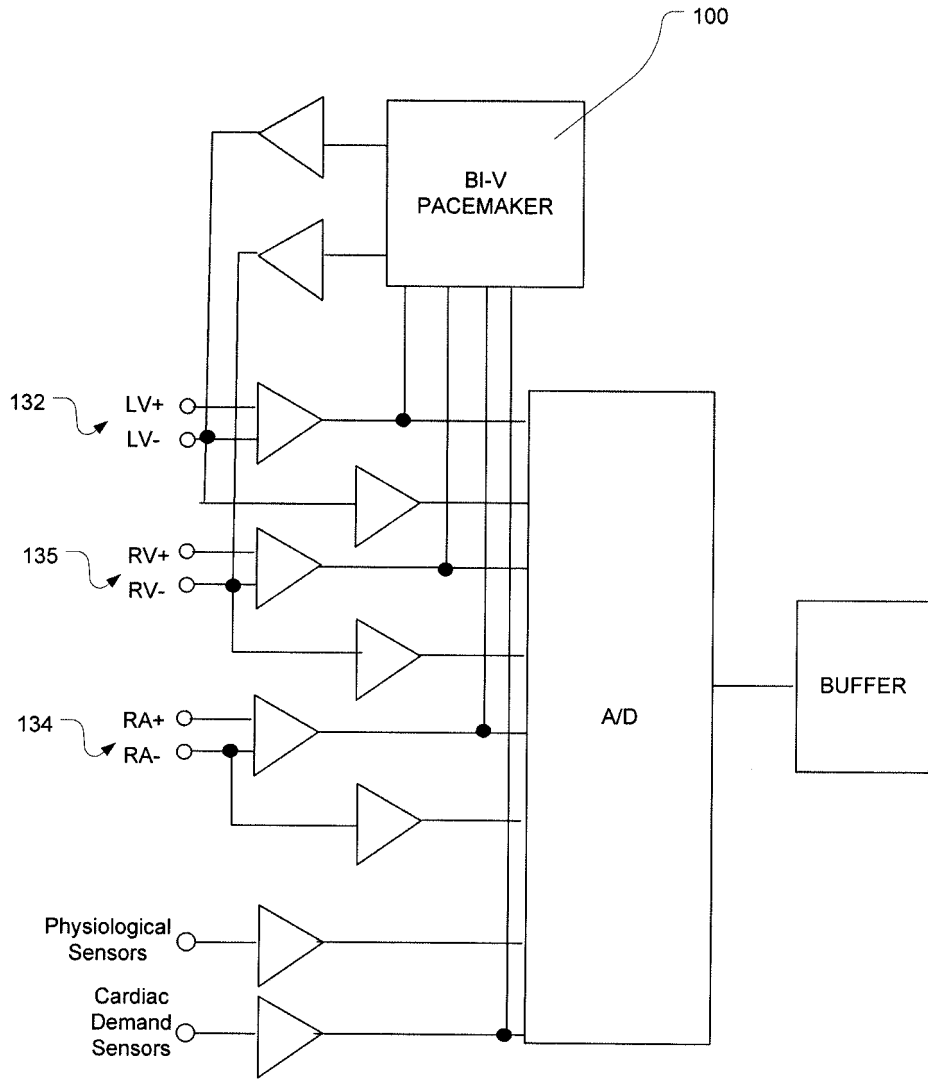 100
BI-V
PACEMAKER
132
LV+
LV-
135
RV+
RV-
134
RA+
RA-
A/D
BUFFER
Physiological
Sensors
Cardiac
Demand
Sensors